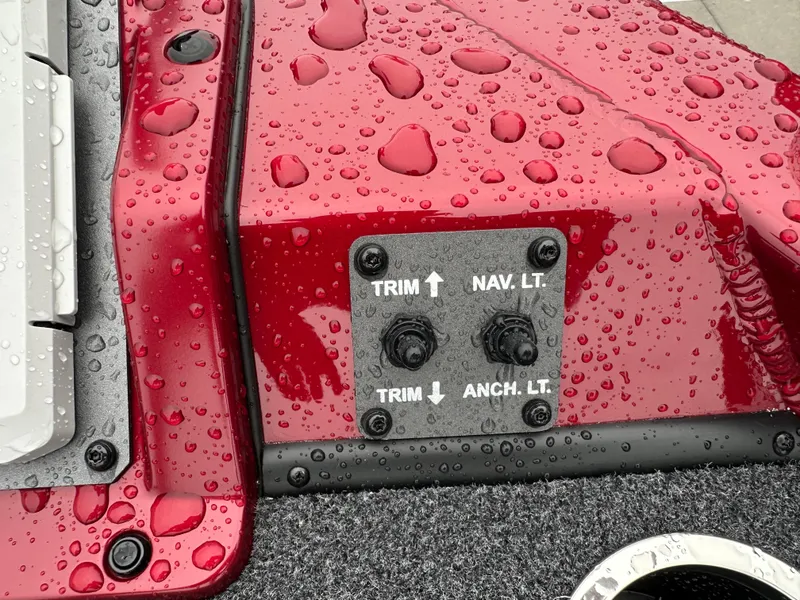 TRIM ⬆ NAV. LT.
TRIM ⬇ ANCH. LT.